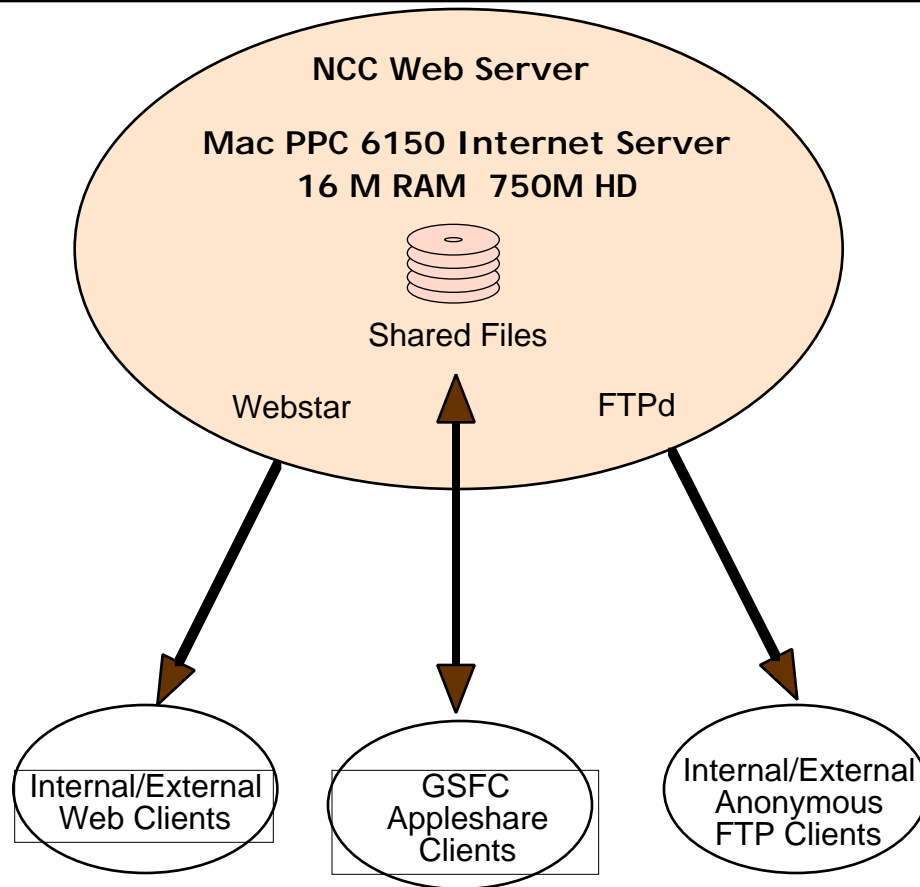 NCC Web Server
Mac PPC 6150 Internet Server
16 M RAM 750M HD
Shared Files
Webstar
FTPd
Internal/External
Web Clients
GSFC
Appleshare
Clients
Internal/External
Anonymous
FTP Clients